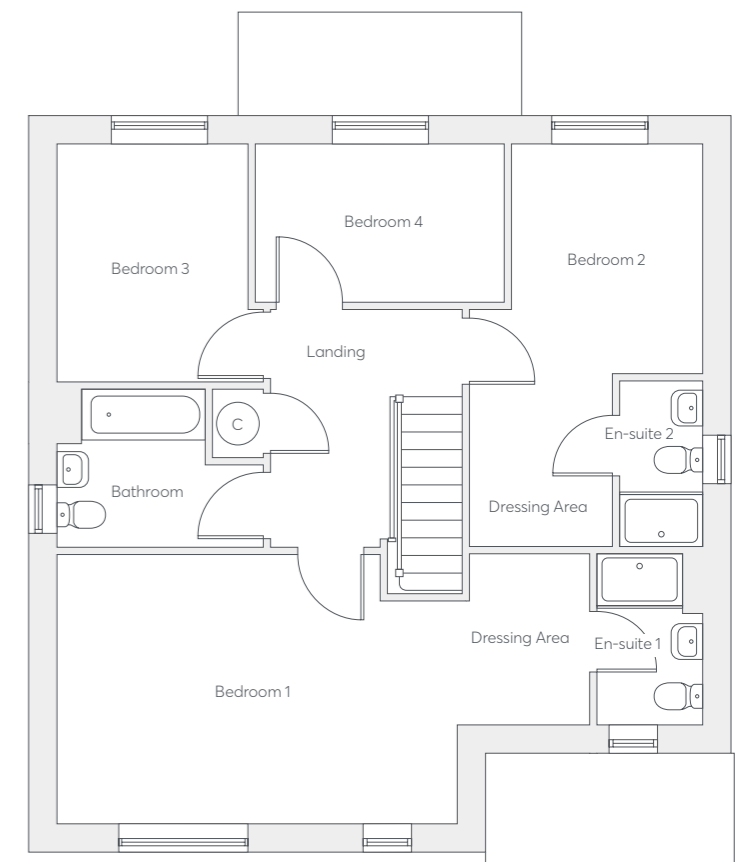 Bedroom 4
Bedroom 3
Bedroom 2
Landing
C
En-suite 2
Bathroom
Dressing Area
Dressing Area
En-suite 1
Bedroom 1